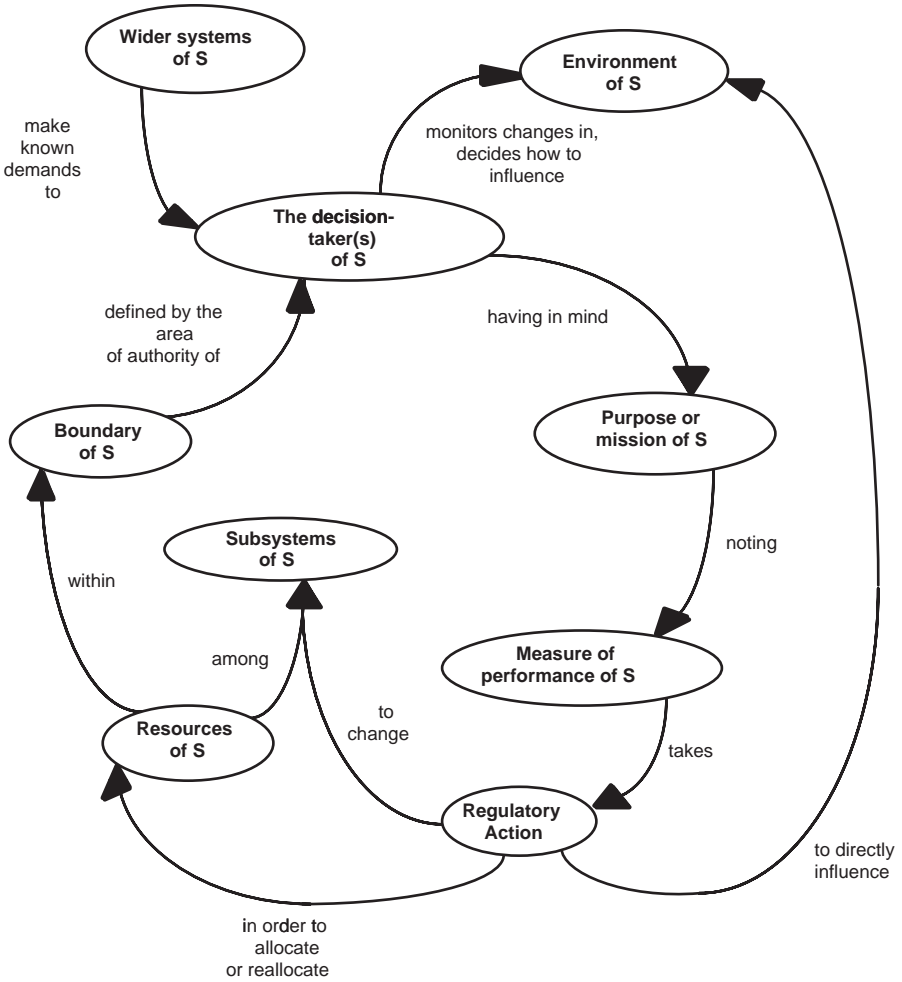 Wider systems
of S
Environment
of S
make
known
demands
to
monitors changes in,
decides how to
influence
The decision-
taker(s)
of S
defined by the
area
of authority of
having in mind
Boundary
of S
Purpose or
mission of S
Subsystems
of S
noting
within
among
Measure of
performance of S
to
change
Resources
of S
takes
Regulatory
Action
to directly
influence
in order to
allocate
or reallocate